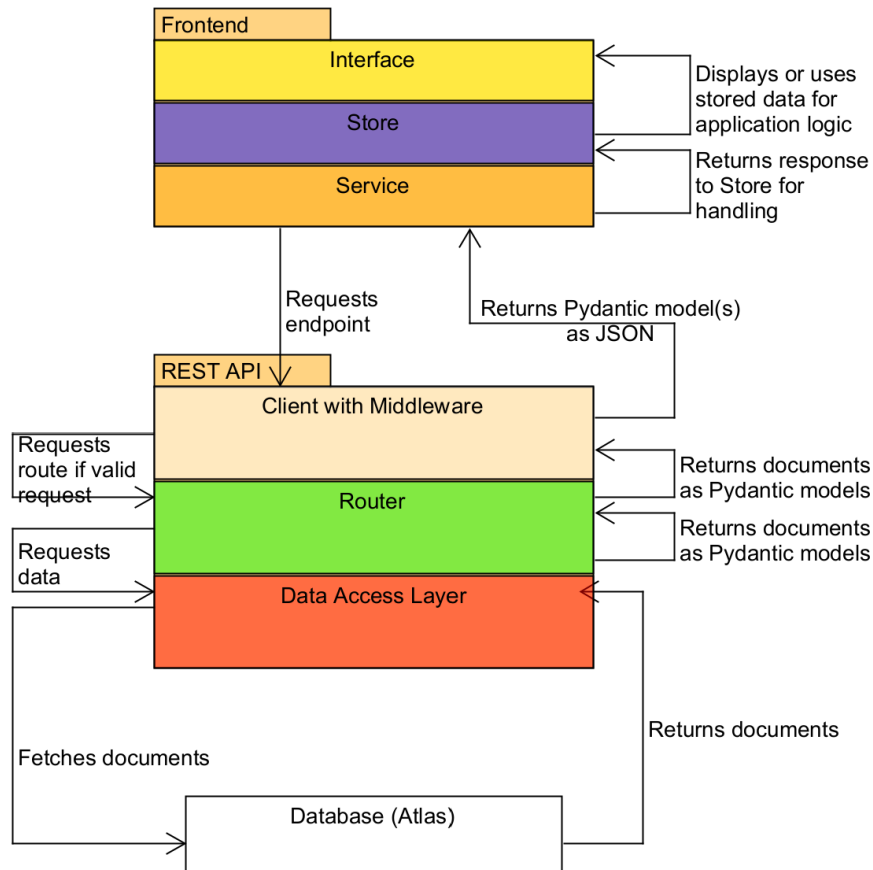 Frontend
Interface
Displays or uses
stored data for
application logic
Store
Returns response
to Store for
handling
Service
Requests
endpoint
Returns Pydantic model(s)
as JSON
REST API
Client with Middleware
Requests
route if valid
request
Returns documents
as Pydantic models
Router
Returns documents
as Pydantic models
Requests
data
Data Access Layer
Fetches documents
Returns documents
Database (Atlas)